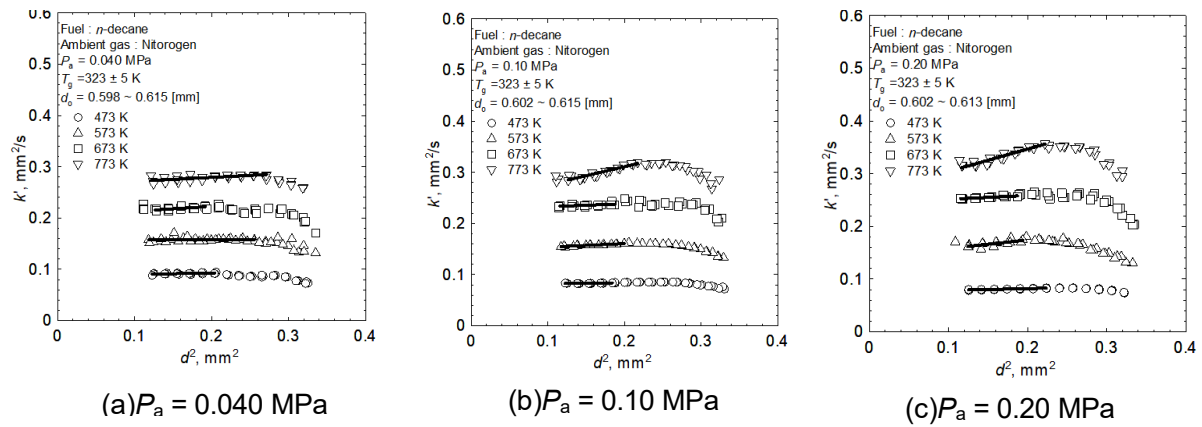 0.6
0.5
0.4
0.3
0.2
0.1
0
k', mm²/s
Fuel : n-decane
Ambient gas : Nitorogen
Pa = 0.040 MPa
Tg =323 ± 5 K
do = 0.598 ~ 0.615 [mm]
473 K
573 K
673 K
773 K
0 0.1 0.2 0.3 0.4
d², mm²
(a)Pa = 0.040 MPa
0.6
0.5
0.4
0.3
0.2
0.1
0
k', mm²/s
Fuel : n-decane
Ambient gas : Nitorogen
Pa = 0.10 MPa
Tg =323 ± 5 K
do = 0.602 ~ 0.615 [mm]
473 K
573 K
673 K
773 K
0 0.1 0.2 0.3 0.4
d², mm²
(b)Pa = 0.10 MPa
0.6
0.5
0.4
0.3
0.2
0.1
0
k', mm²/s
Fuel : n-decane
Ambient gas : Nitorogen
Pa = 0.20 MPa
Tg =323 ± 5 K
do = 0.602 ~ 0.613 [mm]
473 K
573 K
673 K
773 K
0 0.1 0.2 0.3 0.4
d², mm²
(c)Pa = 0.20 MPa